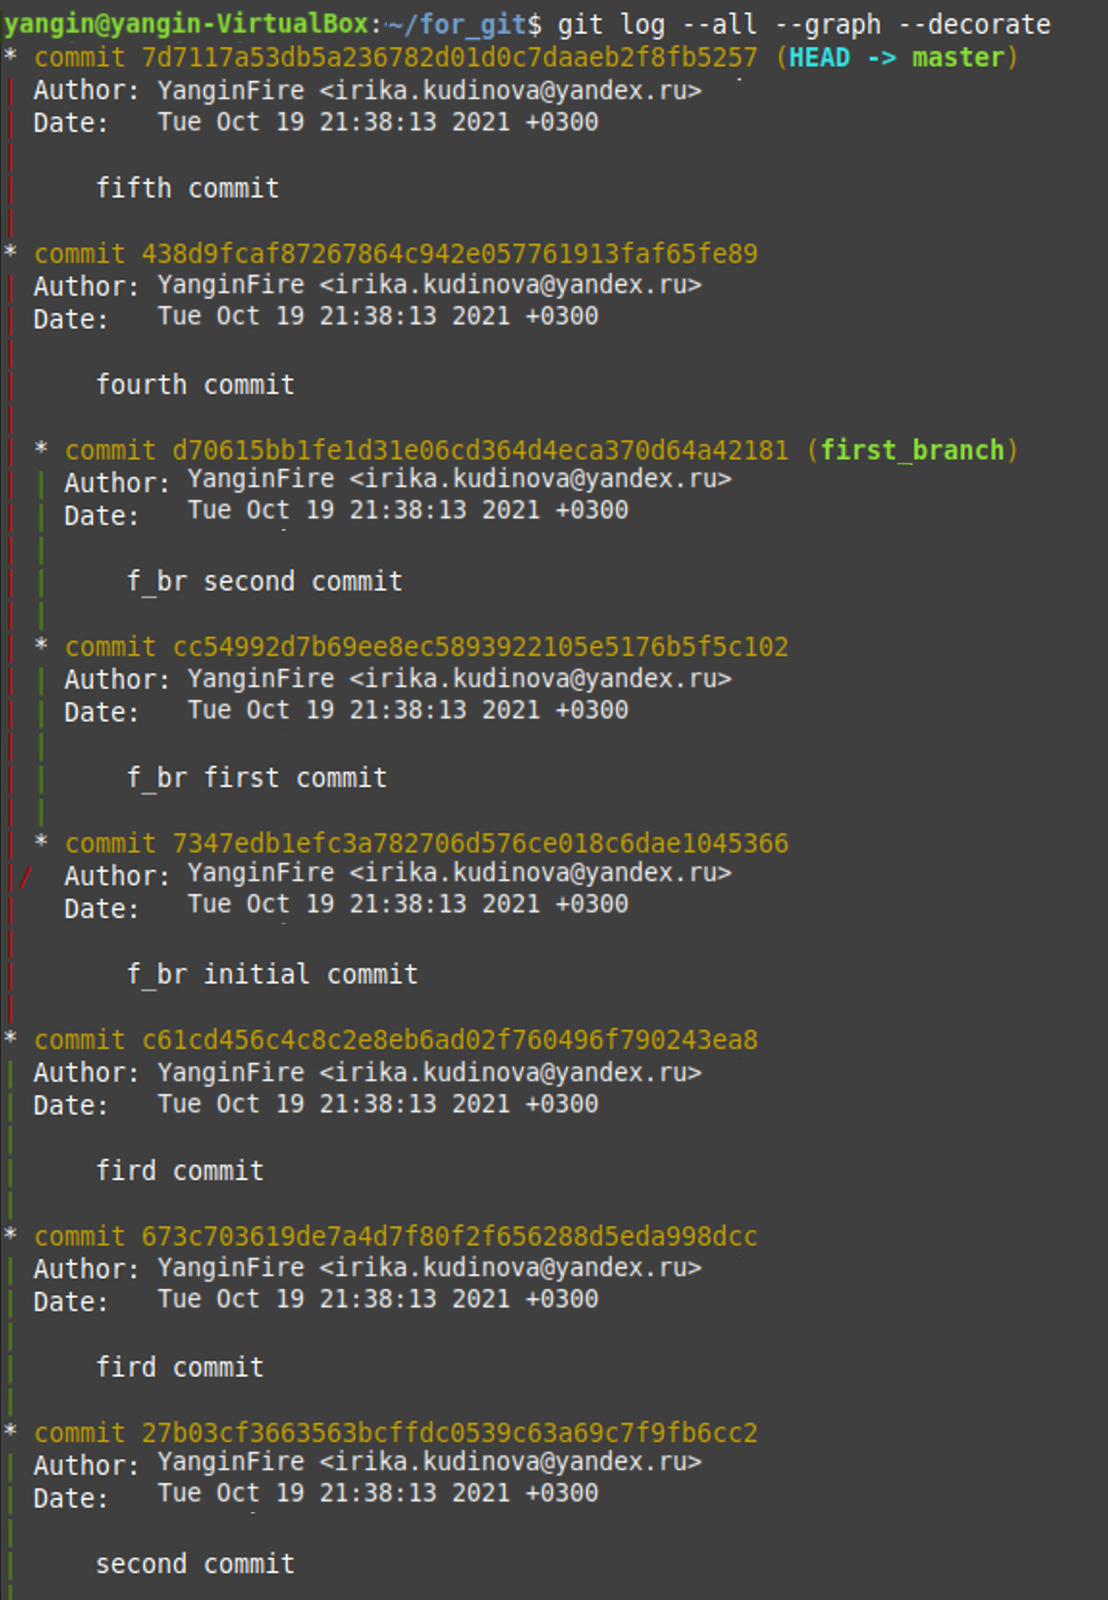 yangin@yangin-VirtualBox:~/for_git$ git log --all --graph --decorate
* commit 7d7117a53db5a236782d01d0c7daaeb2f8fb5257 (HEAD -> master)
| Author: YanginFire <irika.kudinova@yandex.ru>
| Date:   Tue Oct 19 21:38:13 2021 +0300
|
|     fifth commit
|
* commit 438d9fcaf87267864c942e057761913faf65fe89
| Author: YanginFire <irika.kudinova@yandex.ru>
| Date:   Tue Oct 19 21:38:13 2021 +0300
|
|     fourth commit
|
| * commit d70615bb1fe1d31e06cd364d4eca370d64a42181 (first_branch)
| | Author: YanginFire <irika.kudinova@yandex.ru>
| | Date:   Tue Oct 19 21:38:13 2021 +0300
| |
| |     f_br second commit
| |
| * commit cc54992d7b69ee8ec5893922105e5176b5f5c102
| | Author: YanginFire <irika.kudinova@yandex.ru>
| | Date:   Tue Oct 19 21:38:13 2021 +0300
| |
| |     f_br first commit
| |
| * commit 7347edb1efc3a782706d576ce018c6dae1045366
|/  Author: YanginFire <irika.kudinova@yandex.ru>
|   Date:   Tue Oct 19 21:38:13 2021 +0300
|
|       f_br initial commit
|
* commit c61cd456c4c8c2e8eb6ad02f760496f790243ea8
| Author: YanginFire <irika.kudinova@yandex.ru>
| Date:   Tue Oct 19 21:38:13 2021 +0300
|
|     fird commit
|
* commit 673c703619de7a4d7f80f2f656288d5eda998dcc
| Author: YanginFire <irika.kudinova@yandex.ru>
| Date:   Tue Oct 19 21:38:13 2021 +0300
|
|     fird commit
|
* commit 27b03cf3663563bcffdc0539c63a69c7f9fb6cc2
| Author: YanginFire <irika.kudinova@yandex.ru>
| Date:   Tue Oct 19 21:38:13 2021 +0300
|
|     second commit
|